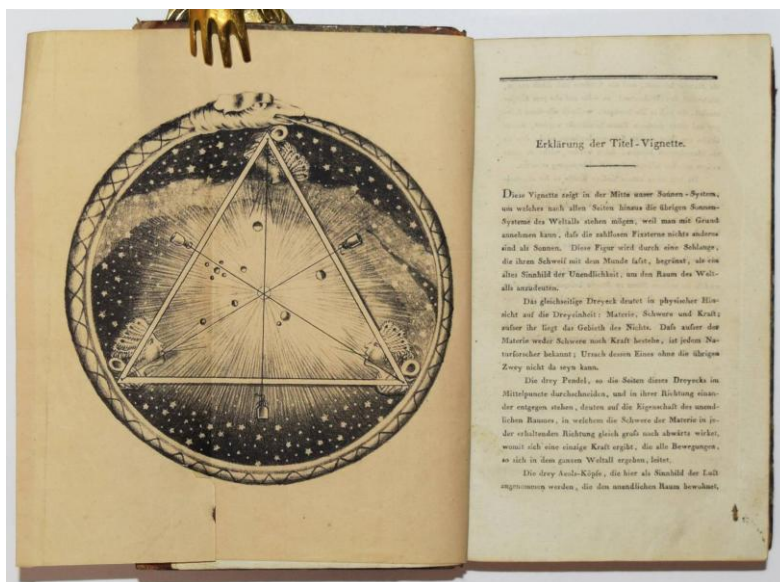 Erklärung der Titel-Vignette.
Diese Vignette zeigt in der Mitte unser Sonnen-System,
um welches nach allen Seiten hinaus die übrigen Sonnen-
Systeme des Weltalls stehen mögen, weil man mit Grund
annehmen kann, daſs die zahllosen Fixsterne nichts anderes
sind als Sonnen. Diese Figur wird durch eine Schlange,
die ihren Schweif mit dem Munde faſst, begränzt, als ein
altes Sinnbild der Unendlichkeit, um den Raum des Welt-
alls anzudeuten.
Das gleichseitige Dreyeck deutet in physischer Hin-
sicht auf die Dreyeinheit: Materie, Schwere und Kraft;
auſser ihr liegt das Gebieth des Nichts. Daſs ausser der
Materie weder Schwere noch Kraft bestehe, ist jedem Na-
turforscher bekannt; Ursach dessen Eines ohne die übrigen
Zwey nicht da seyn kann.
Die drey Pendel, so die Seiten dieses Dreyecks im
Mittelpuncte durchschneiden, und in ihrer Richtung einan-
der entgegen stehen, deuten auf die Eigenschaft des unend-
lichen Raumes, in welchem die Schwere der Materie in je-
der erhaltenden Richtung gleich groſs nach abwärts wirket,
womit sich eine einzige Kraft ergibt, die alle Bewegungen,
so sich in dem ganzen Weltall ergeben, leitet.
Die drey Aeols-Köpfe, die hier als Sinnbild der Luft
angenommen werden, die den unendlichen Raum bewohnet,